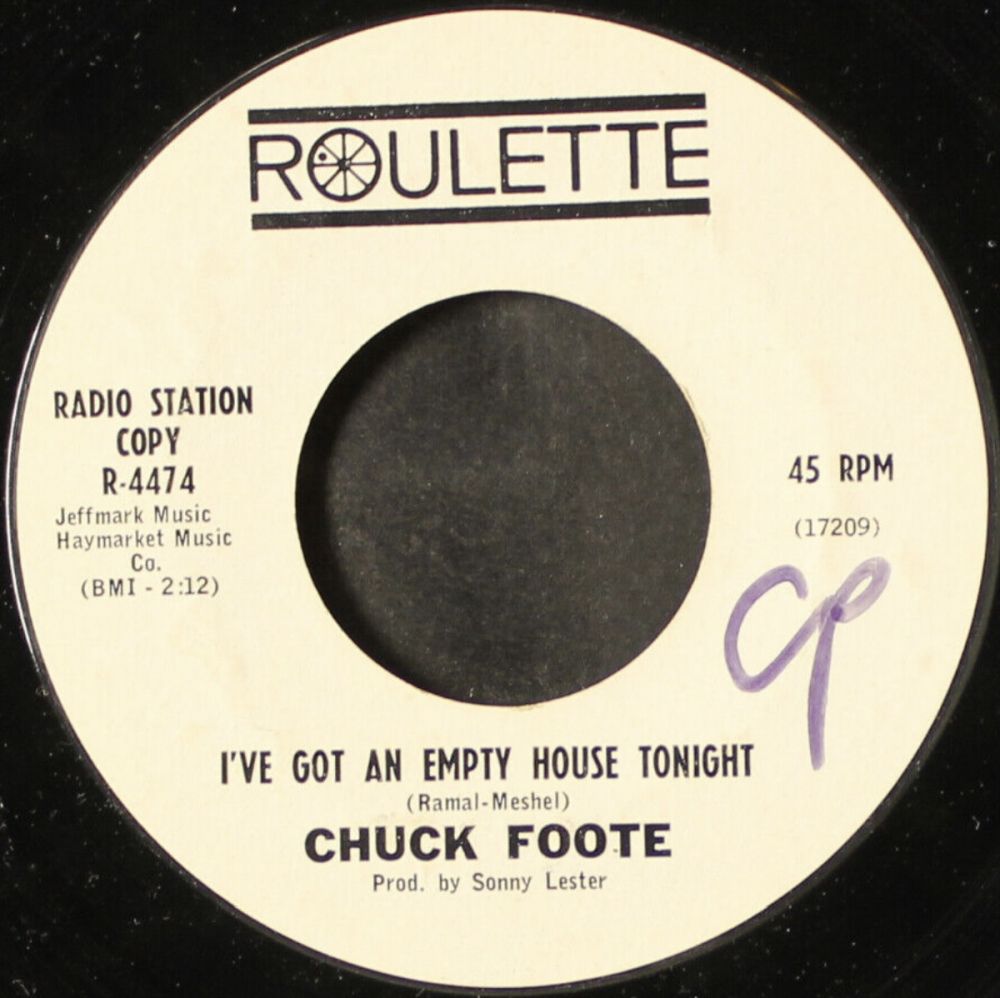 ROULETTE
RADIO STATION
COPY
R-4474
Jeffmark Music
Haymarket Music
Co.
(BMI - 2:12)
45 RPM
(17209)
I'VE GOT AN EMPTY HOUSE TONIGHT
(Ramal-Meshel)
CHUCK FOOTE
Prod. by Sonny Lester